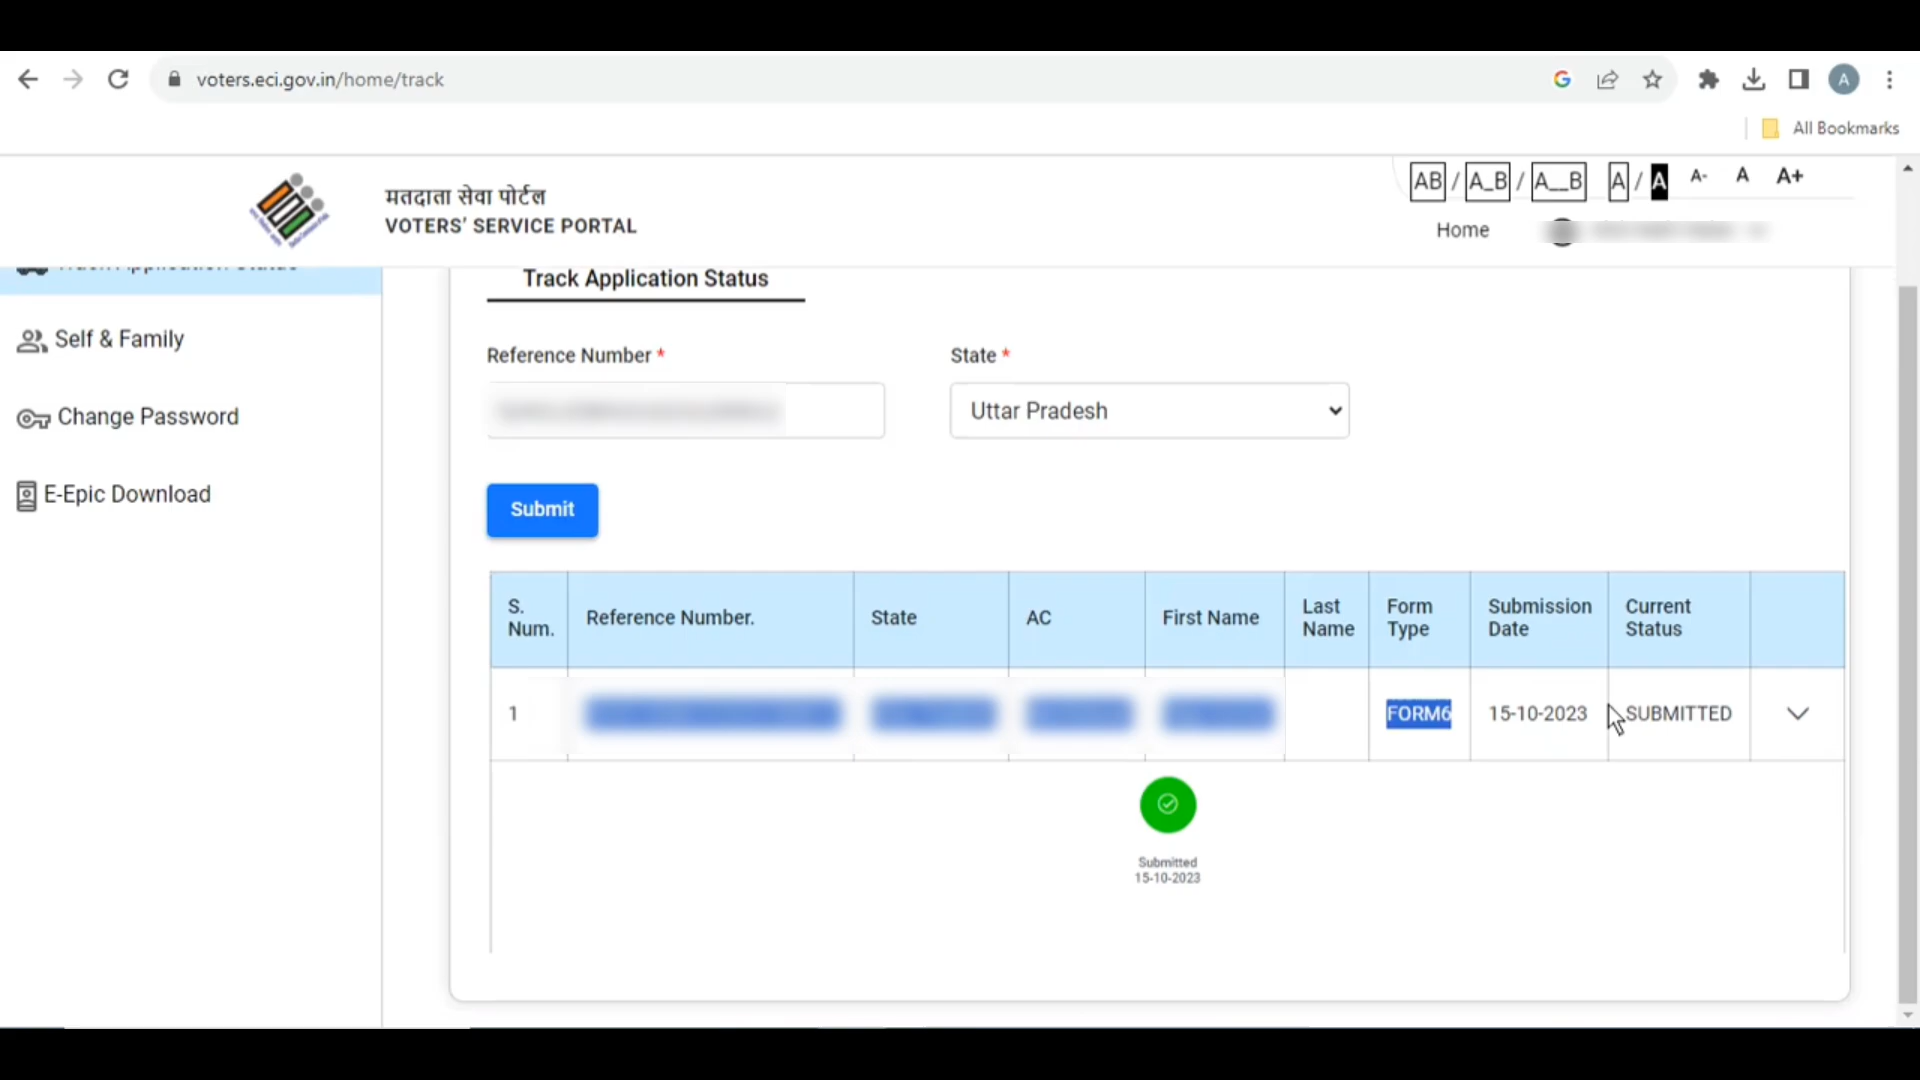 voters.eci.gov.in/home/track
A
All Bookmarks
मतदाता सेवा पोर्टल
VOTERS' SERVICE PORTAL
AB / A_B / A__B A / A A- A A+
Home
Track Application Status
Self & Family
Change Password
E-Epic Download
Track Application Status
Reference Number * State *
Uttar Pradesh
Submit
S. Num. Reference Number. State AC First Name Last Name Form Type Submission Date Current Status
1 FORM6 15-10-2023 SUBMITTED
Submitted
15-10-2023